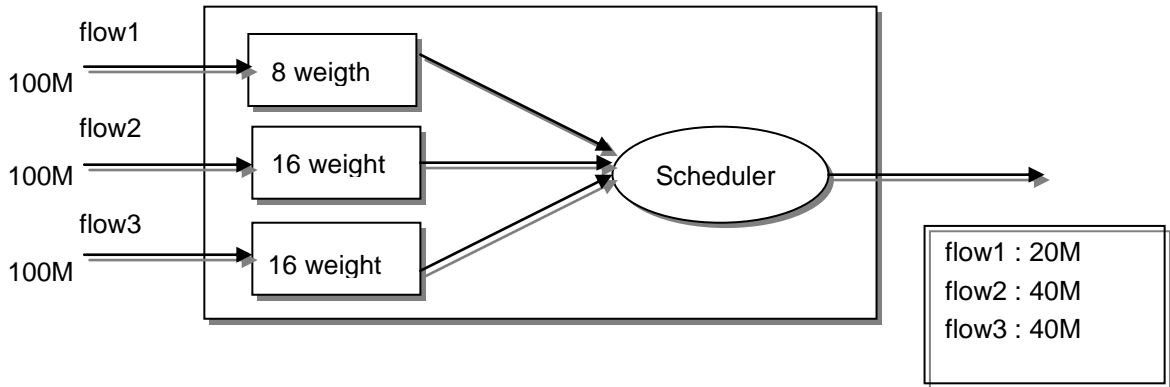 flow1
100M
8 weigth
flow2
100M
16 weight
flow3
100M
16 weight
Scheduler
flow1 : 20M
flow2 : 40M
flow3 : 40M